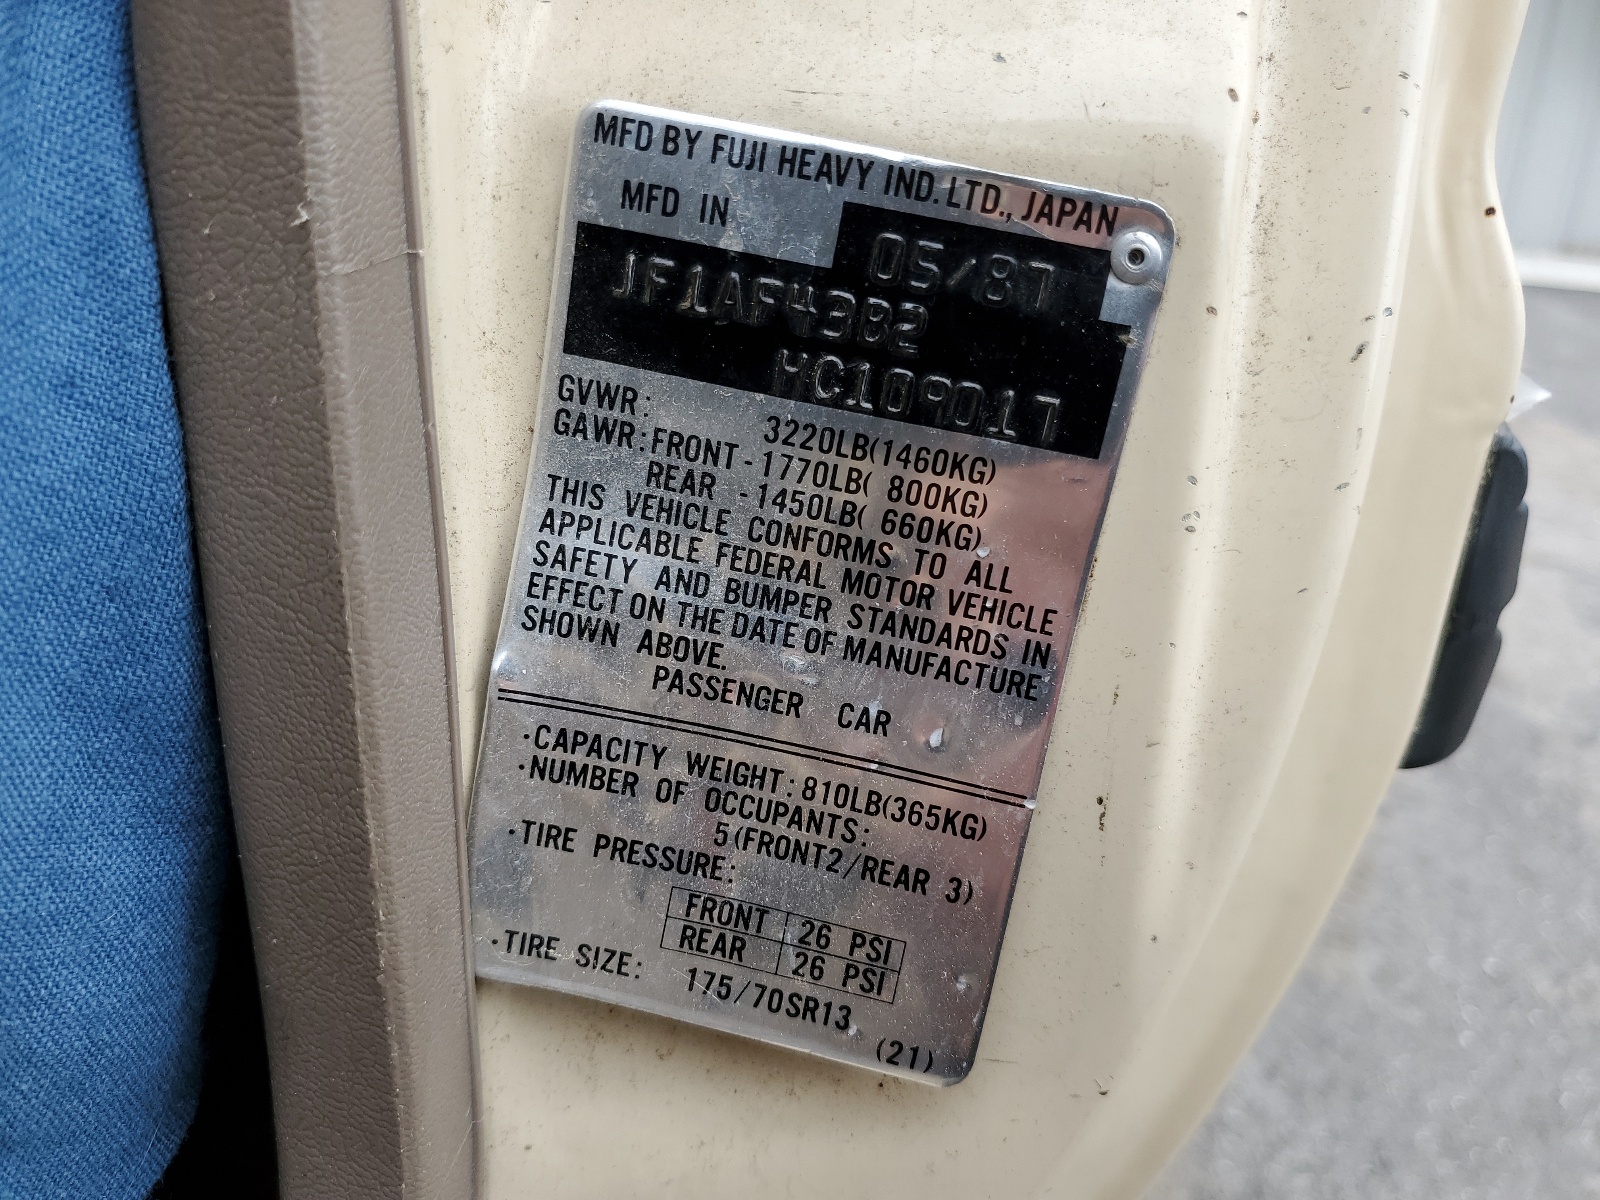 MFD BY FUJI HEAVY IND. LTD., JAPAN
MFD IN 05/87
JF1AF43B2
HC109017
GVWR: 3220LB(1460KG)
GAWR: FRONT - 1770LB( 800KG)
REAR - 1450LB( 660KG)
THIS VEHICLE CONFORMS TO ALL
APPLICABLE FEDERAL MOTOR VEHICLE
SAFETY AND BUMPER STANDARDS IN
EFFECT ON THE DATE OF MANUFACTURE
SHOWN ABOVE.
PASSENGER CAR
·CAPACITY WEIGHT: 810LB(365KG)
·NUMBER OF OCCUPANTS:
5(FRONT2/REAR 3)
·TIRE PRESSURE:
FRONT 26 PSI
REAR 26 PSI
·TIRE SIZE: 175/70SR13
(21)